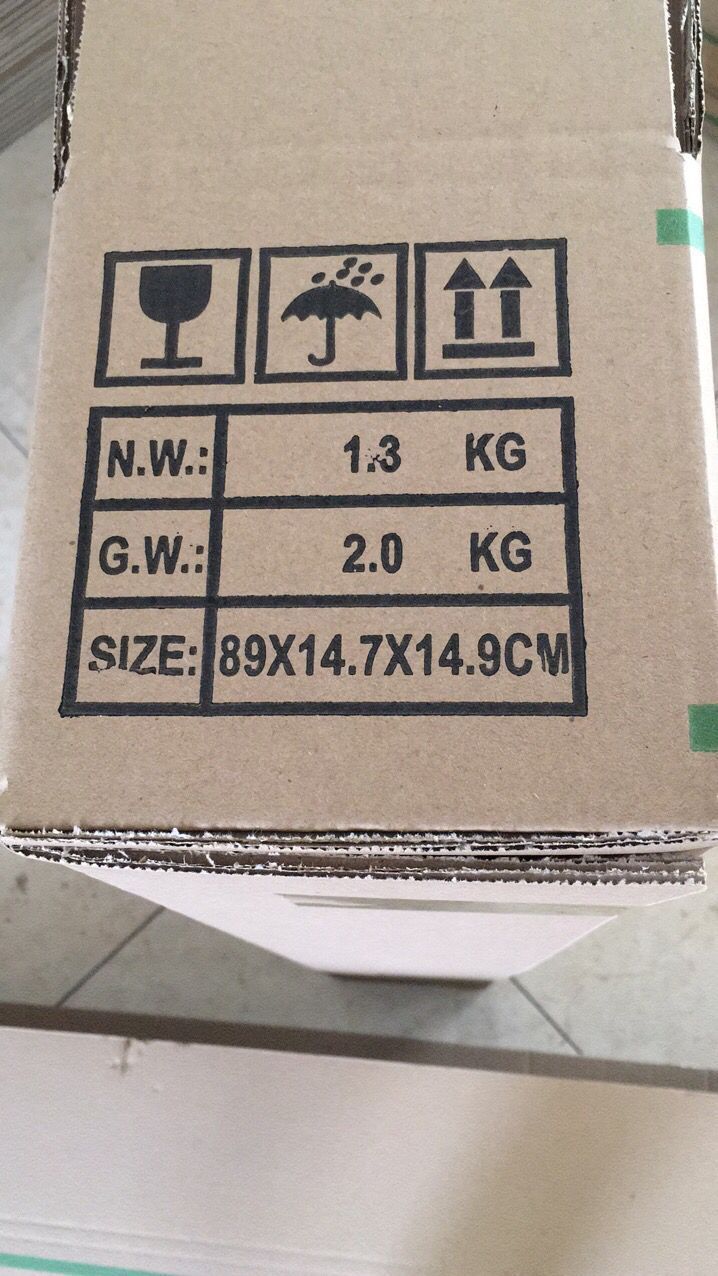 N.W.: 1.3 KG
G.W.: 2.0 KG
SIZE: 89X14.7X14.9CM